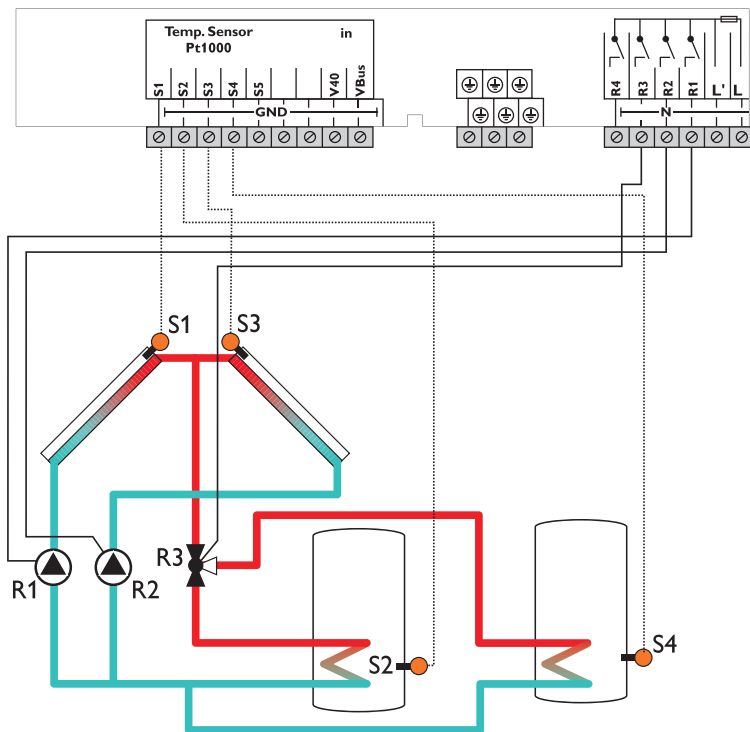 Temp. Sensor
Pt1000
in
S1
S2
S3
S4
S5
V40
VBus
GND
R4
R3
R2
R1
L'
L
N
S1
S3
R1
R2
R3
S2
S4